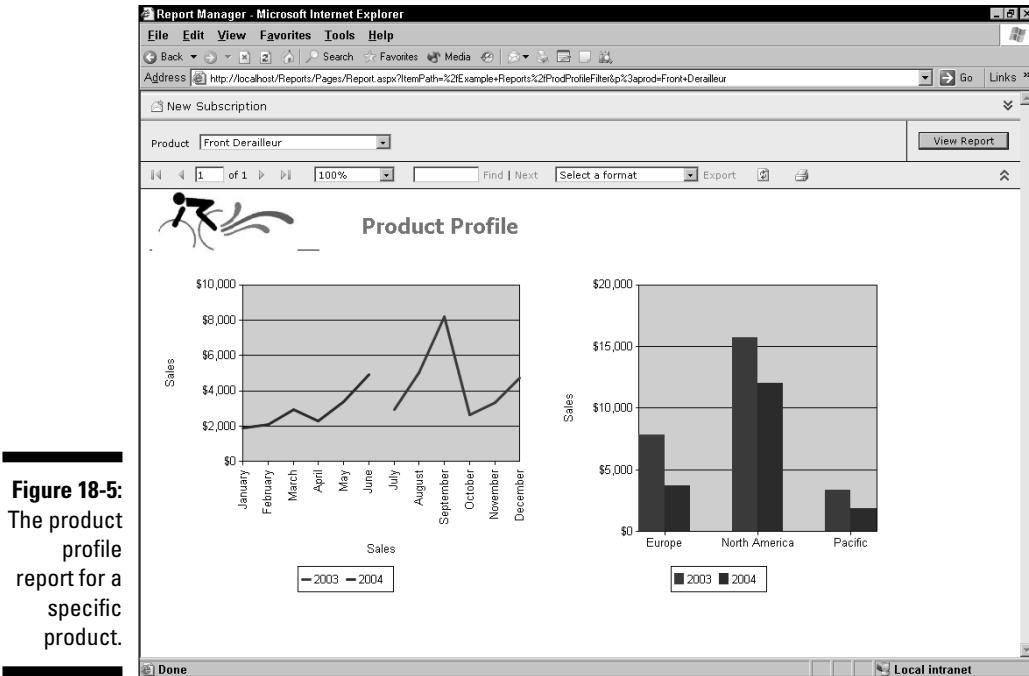 Report Manager - Microsoft Internet Explorer
File Edit View Favorites Tools Help
Back Search Favorites Media
Address http://localhost/Reports/Pages/Report.aspx?ItemPath=%2fExample+Reports%2fProdProfileFilter&p%3aprod=Front+Derailleur Go Links »
New Subscription
Product Front Derailleur View Report
1 of 1 100% Find | Next Select a format Export
Product Profile
$10,000
$8,000
$6,000
$4,000
$2,000
$0
Sales
January
February
March
April
May
June
July
August
September
October
November
December
Sales
2003 2004
$20,000
$15,000
$10,000
$5,000
$0
Sales
Europe North America Pacific
2003 2004
Done Local intranet
Figure 18-5:
The product
profile
report for a
specific
product.